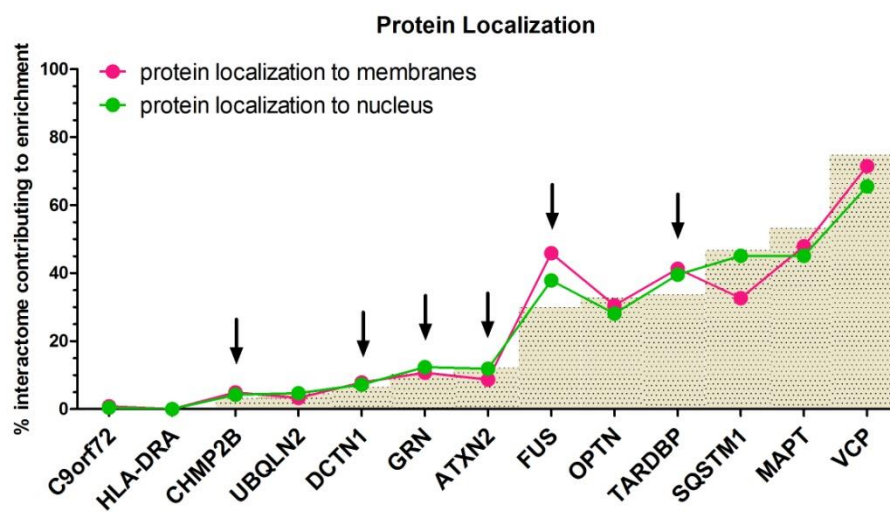 Protein Localization
% interactome contributing to enrichment
100
80
60
40
20
0
protein localization to membranes
protein localization to nucleus
C9orf72
HLA-DRA
CHMP2B
UBQLN2
DCTN1
GRN
ATXN2
FUS
OPTN
TARDBP
SQSTM1
MAPT
VCP